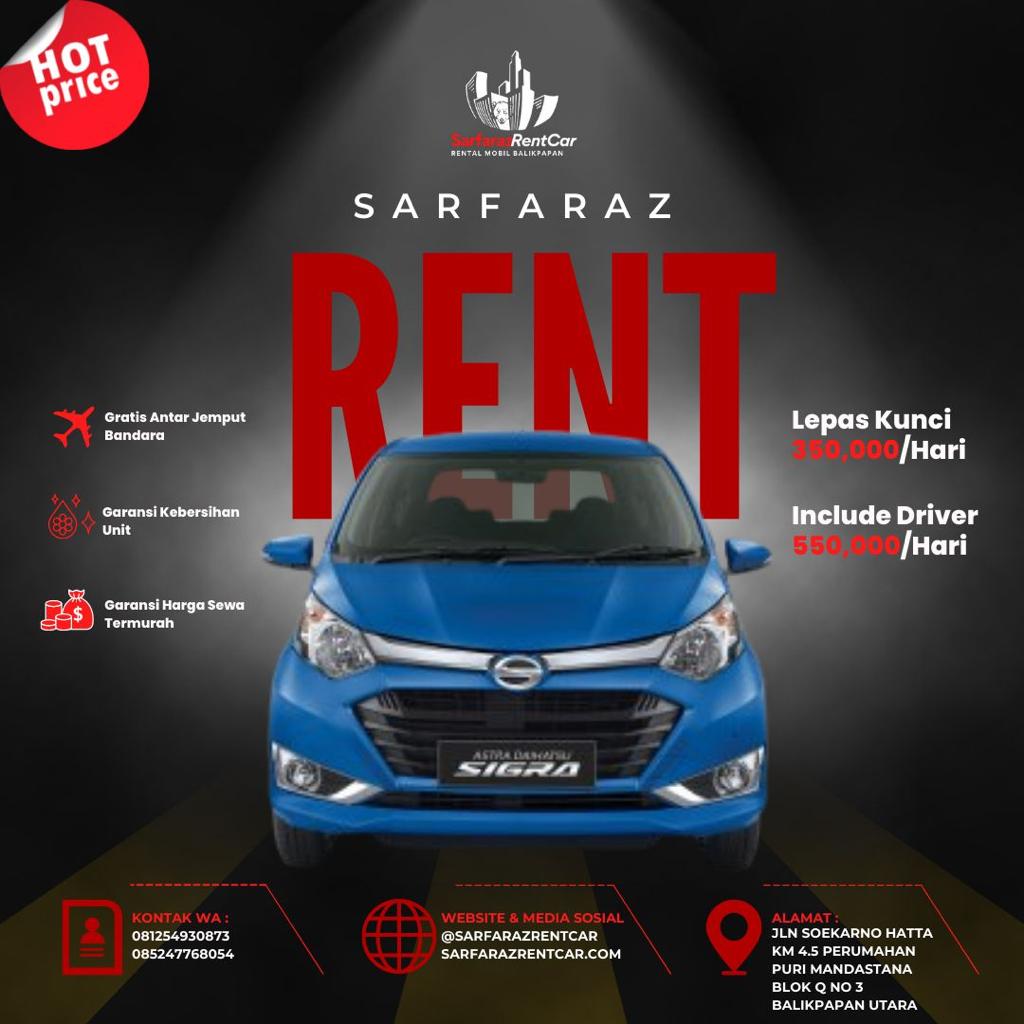 HOT
price
SarfarazRentCar
RENTAL MOBIL BALIKPAPAN
SARFARAZ
RENT
Gratis Antar Jemput
Bandara
Garansi Kebersihan
Unit
Garansi Harga Sewa
Termurah
Lepas Kunci
350,000/Hari
Include Driver
550,000/Hari
ASTRA DAIHATSU
SIGRA
KONTAK WA :
081254930873
085247768054
WEBSITE & MEDIA SOSIAL
@SARFARAZRENTCAR
SARFARAZRENTCAR.COM
ALAMAT :
JLN SOEKARNO HATTA
KM 4.5 PERUMAHAN
PURI MANDASTANA
BLOK Q NO 3
BALIKPAPAN UTARA